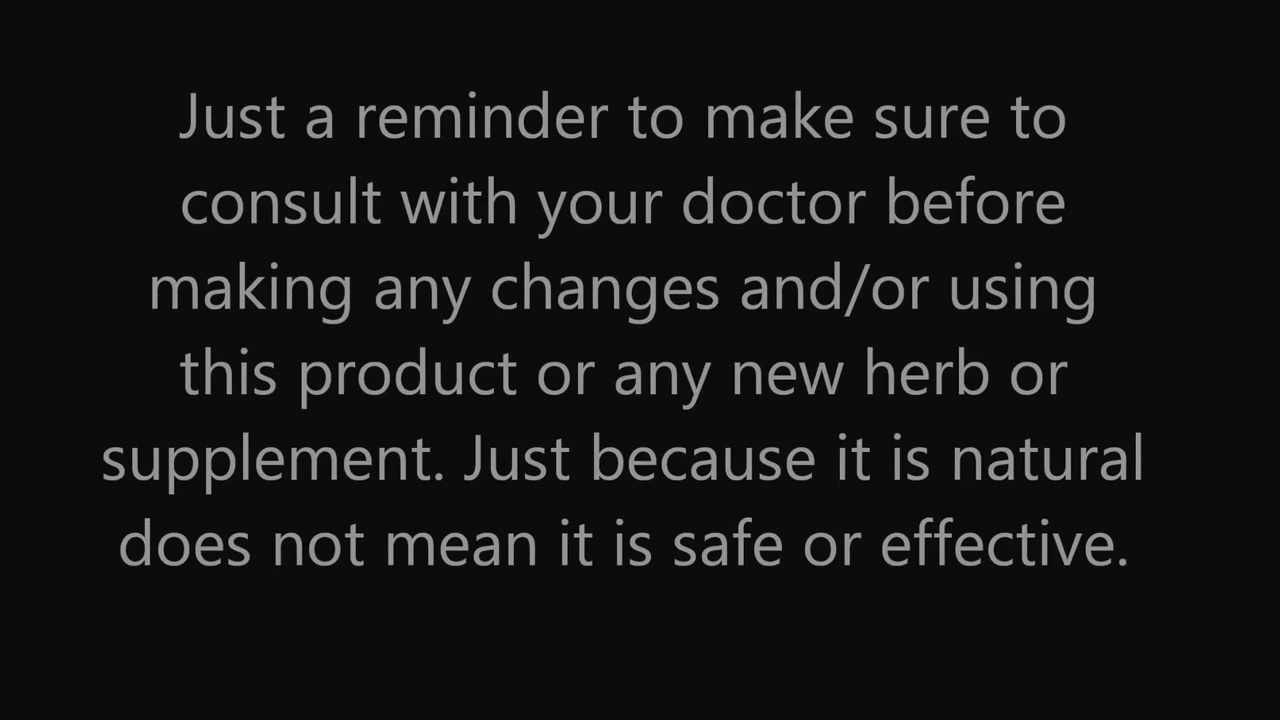 Just a reminder to make sure to
consult with your doctor before
making any changes and/or using
this product or any new herb or
supplement. Just because it is natural
does not mean it is safe or effective.